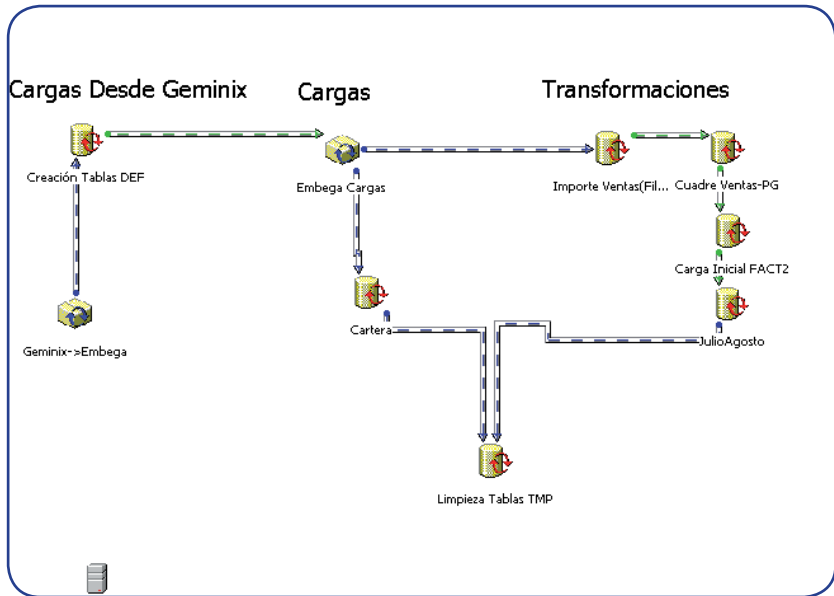 Cargas Desde Geminix
Cargas
Transformaciones
Creación Tablas DEF
Embega Cargas
Importe Ventas(Fil...
Cuadre Ventas-PG
Carga Inicial FACT2
Cartera
JulioAgosto
Geminix->Embega
Limpieza Tablas TMP